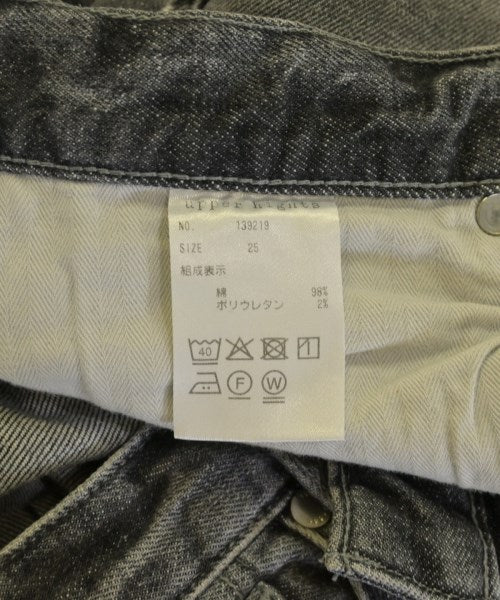 upper hights
NO. 139219
SIZE 25
組成表示
綿 98%
ポリウレタン 2%
40
F W